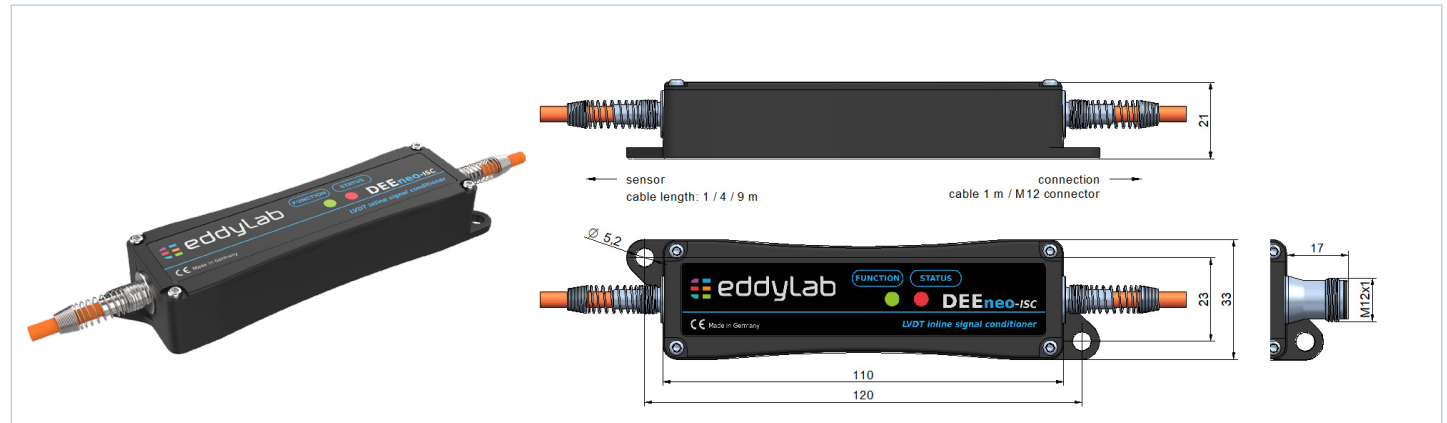 FUNCTION
STATUS
eddyLab
DEEneo-ISC
LVDT inline signal conditioner
CE Made in Germany
21
sensor
cable length: 1 / 4 / 9 m
connection
cable 1 m / M12 connector
Ø 5,2
FUNCTION
STATUS
eddyLab
DEEneo-ISC
CE Made in Germany
LVDT inline signal conditioner
23
33
110
120
17
M12x1